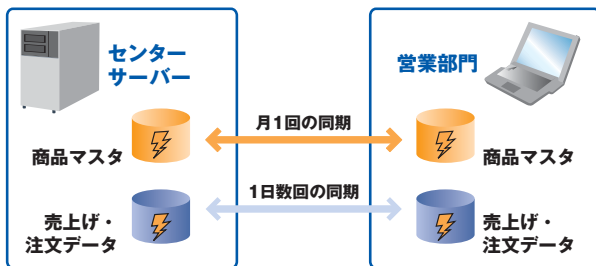 センター
サーバー
営業部門
月1回の同期
商品マスタ
商品マスタ
1日数回の同期
売上げ・
注文データ
売上げ・
注文データ